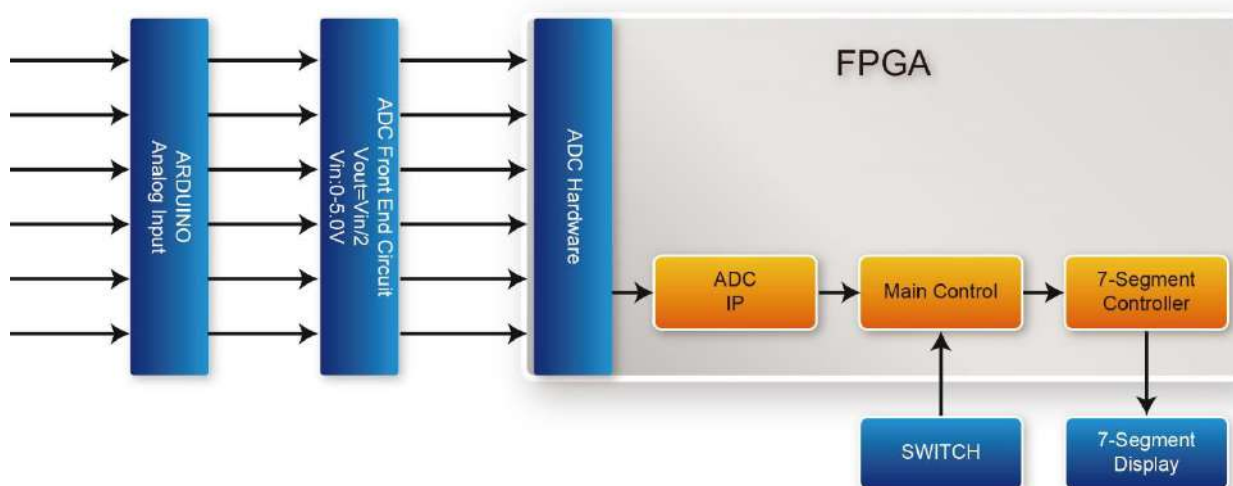 ARDUINO
Analog Input
ADC Front End Circuit
Vout=Vin/2
Vin:0-5.0V
ADC Hardware
FPGA
ADC
IP
Main Control
7-Segment
Controller
SWITCH
7-Segment
Display